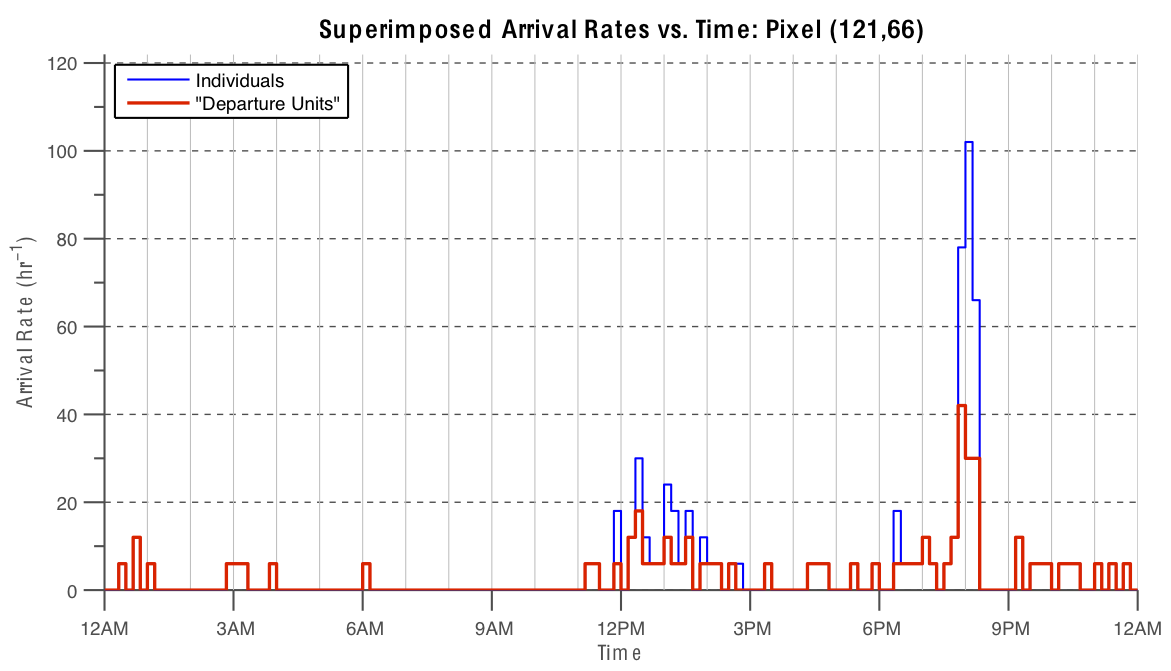 Superimposed Arrival Rates vs. Time: Pixel (121,66)
Individuals
"Departure Units"
120
100
80
60
40
20
0
Arrival Rate (hr⁻¹)
12AM 3AM 6AM 9AM 12PM 3PM 6PM 9PM 12AM
Time